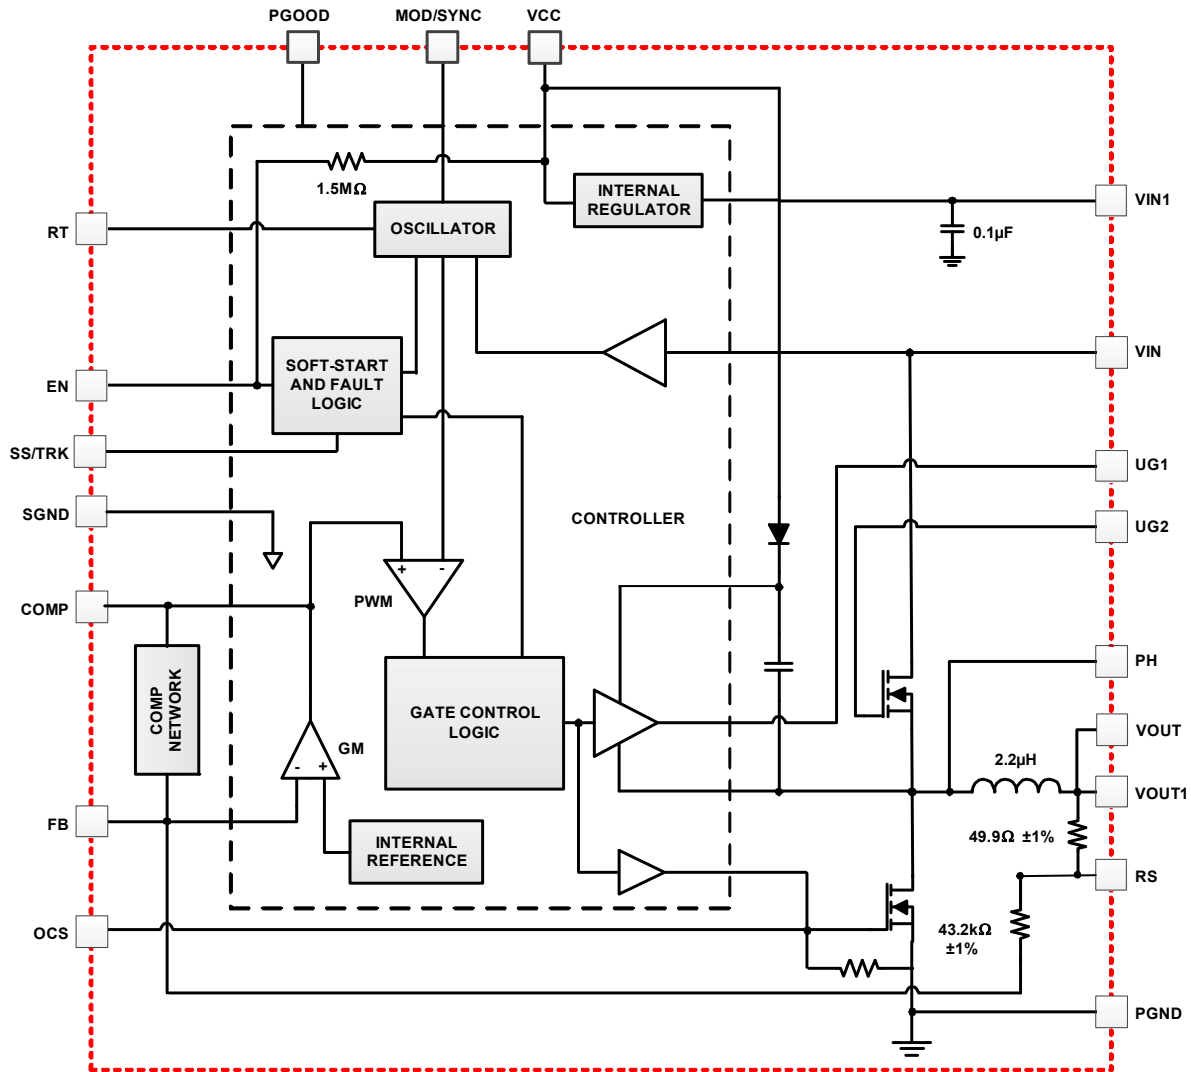 PGOOD
MOD/SYNC
VCC
1.5MΩ
INTERNAL
REGULATOR
VIN1
RT
OSCILLATOR
0.1µF
VIN
EN
SOFT-START
AND FAULT
LOGIC
SS/TRK
UG1
SGND
CONTROLLER
UG2
+ -
PWM
COMP
COMP
NETWORK
PH
GATE CONTROL
LOGIC
GM
- +
VOUT
2.2µH
VOUT1
FB
INTERNAL
REFERENCE
49.9Ω ±1%
RS
OCS
43.2kΩ
±1%
PGND